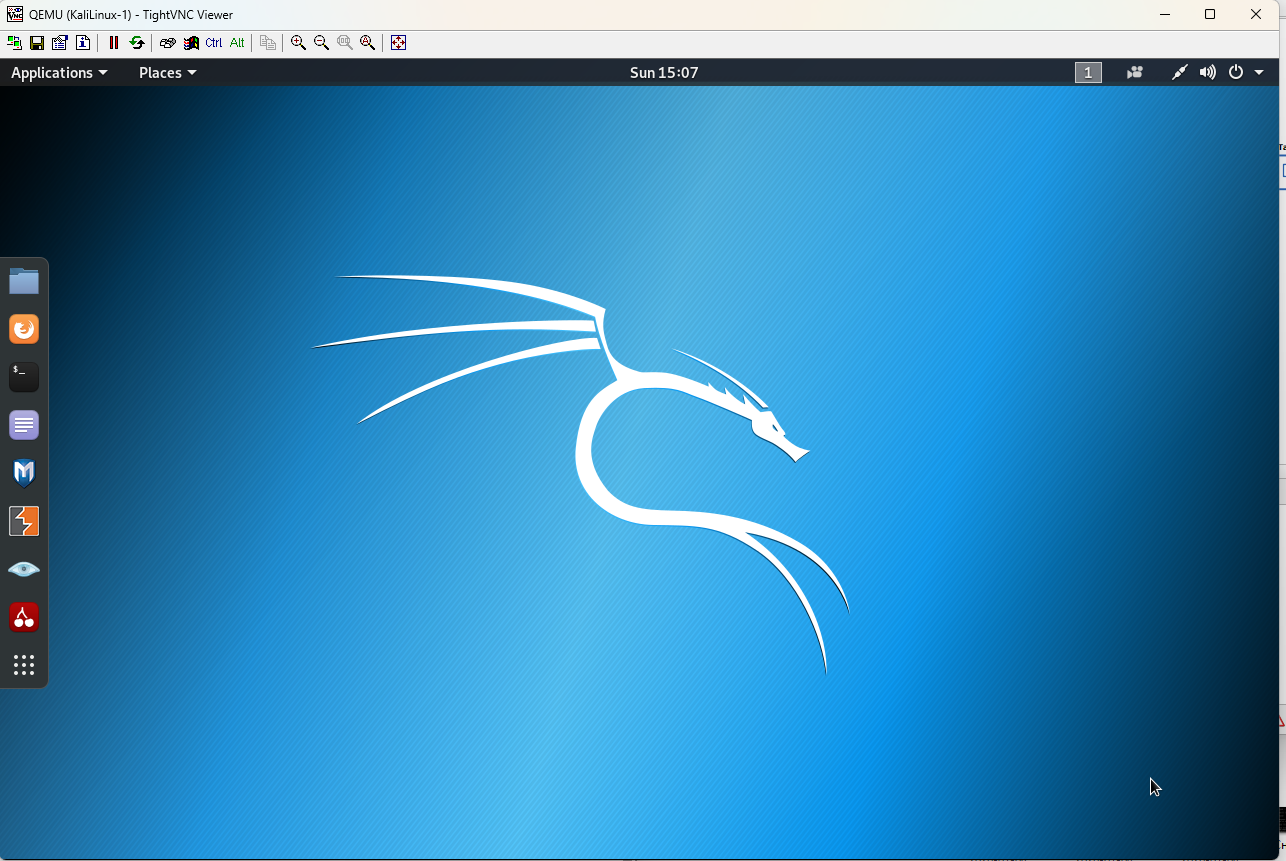 QEMU (KaliLinux-1) - TightVNC Viewer
Ctrl Alt
Applications Places Sun 15:07 1
$_